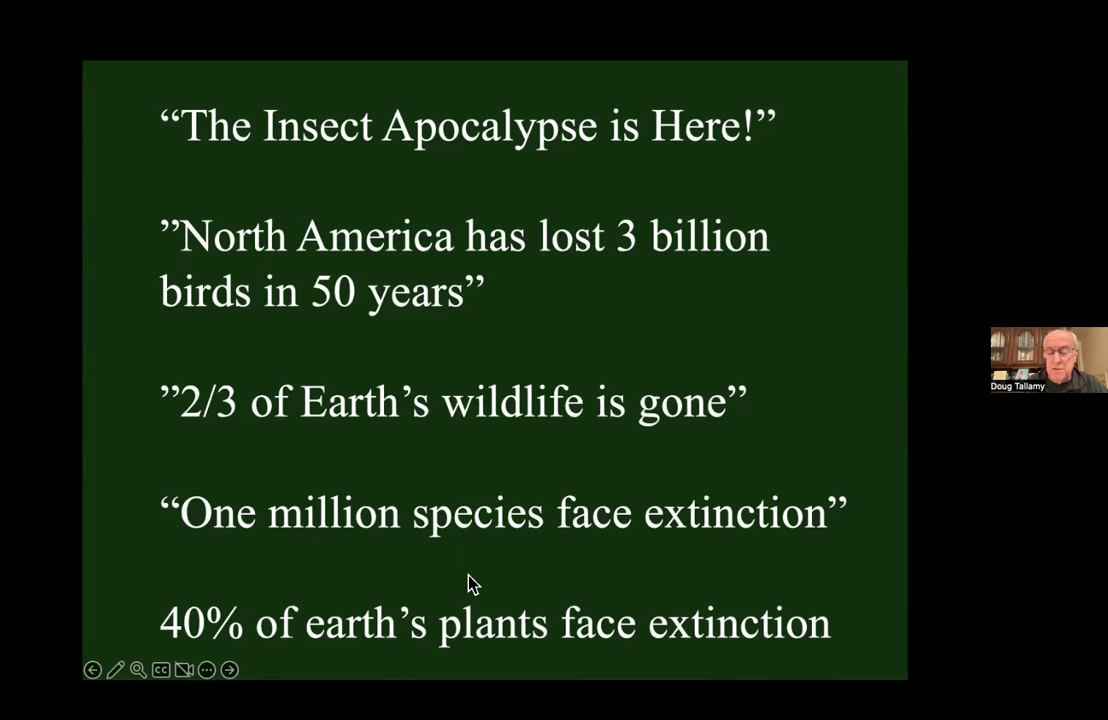 “The Insect Apocalypse is Here!”
”North America has lost 3 billion
birds in 50 years”
”2/3 of Earth’s wildlife is gone”
“One million species face extinction”
40% of earth’s plants face extinction
Doug Tallamy
CC